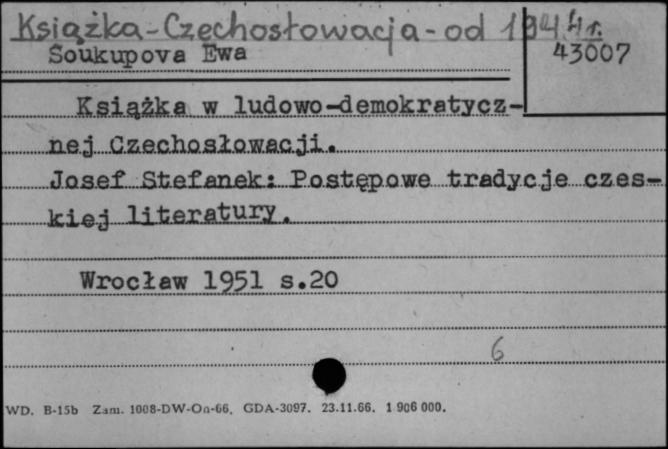 Książka-Czechosłowacja-od 1944r.
Soukupova Ewa
43007
Książka w ludowo-demokratycz-
nej Czechosłowacji.
Josef Stefanek: Postępowe tradycje czes-
kiej literatury.
Wrocław 1951 s.20
6
WD. B-15b Zam. 1008-DW-Oa-66. GDA-3097. 23.11.66. 1 906 000.